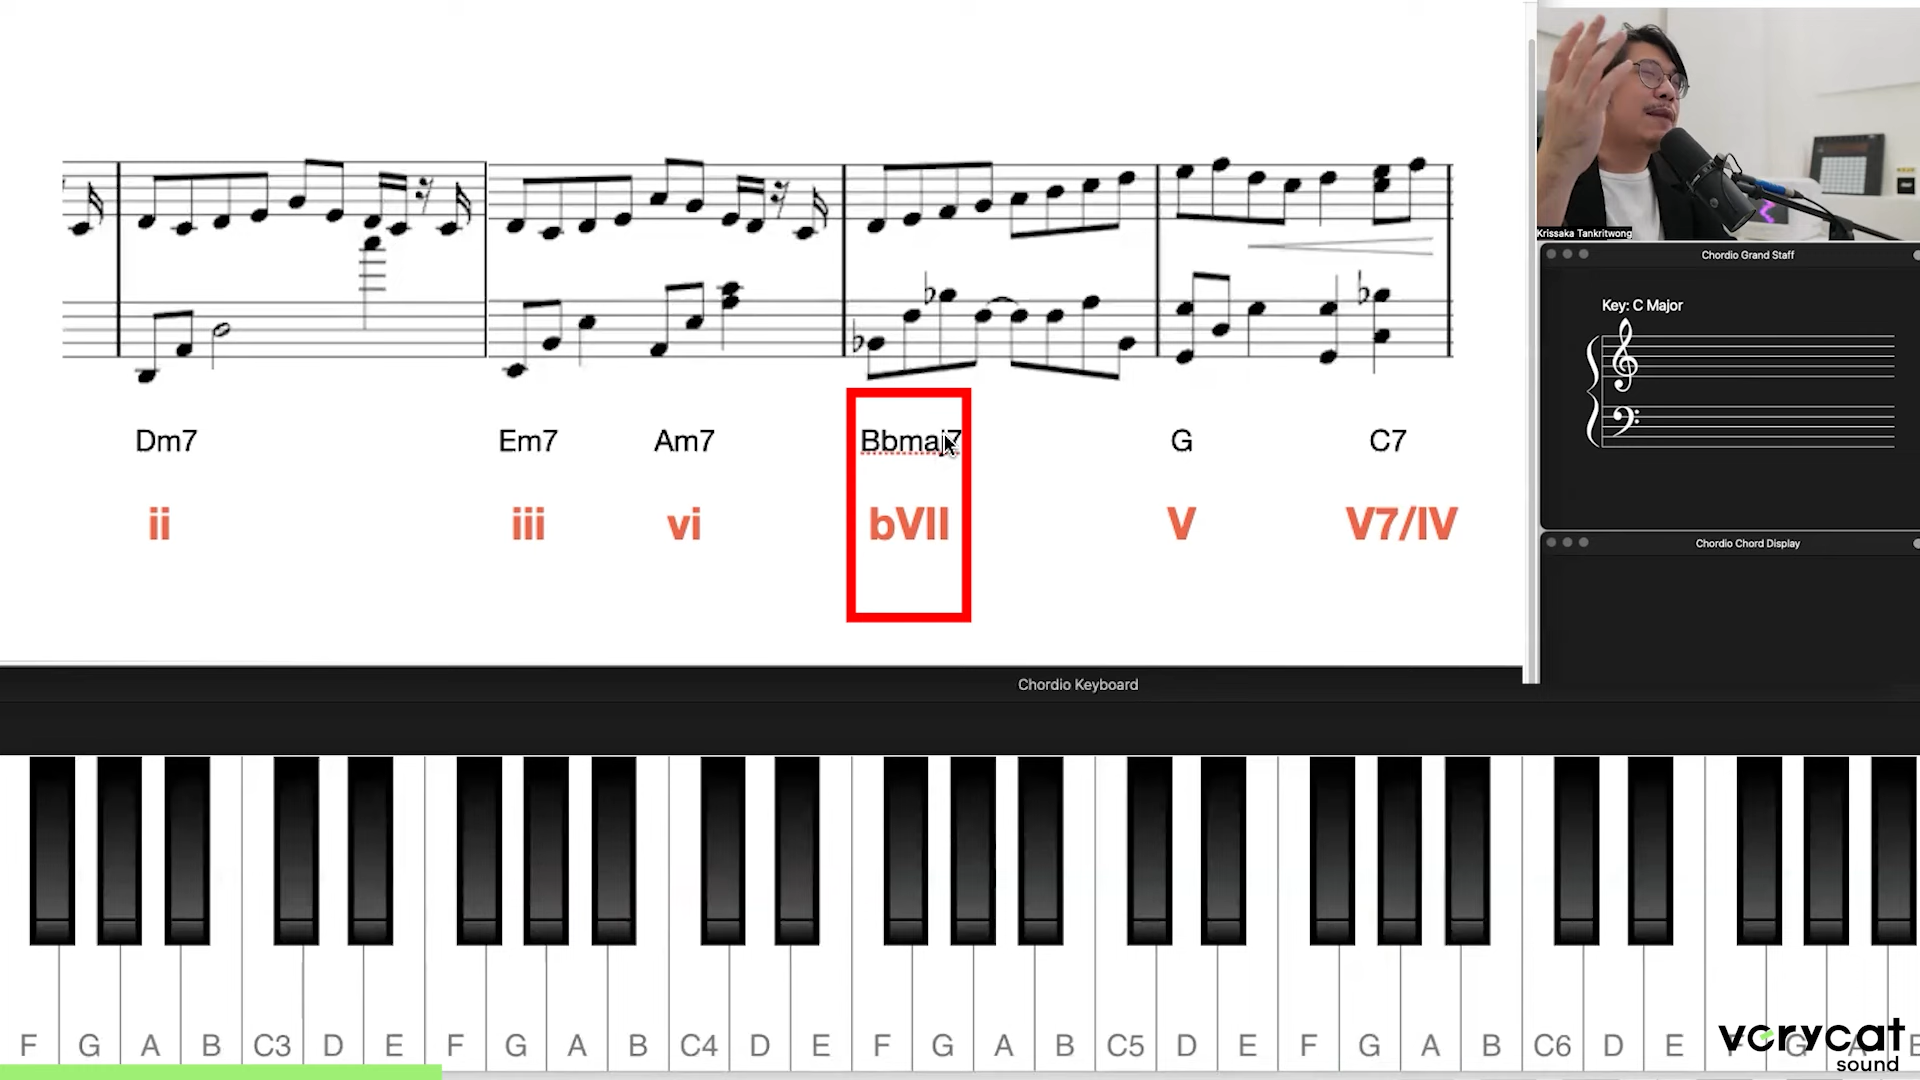 Krissaka Tankritwong
Chordio Grand Staff
Key: C Major
Dm7 Em7 Am7 Bbmaj7 G C7
ii iii vi bVII V V7/IV
Chordio Chord Display
Chordio Keyboard
F G A B C3 D E F G A B C4 D E F G A B C5 D E F G A B C6 D E F G A
verycat
sound